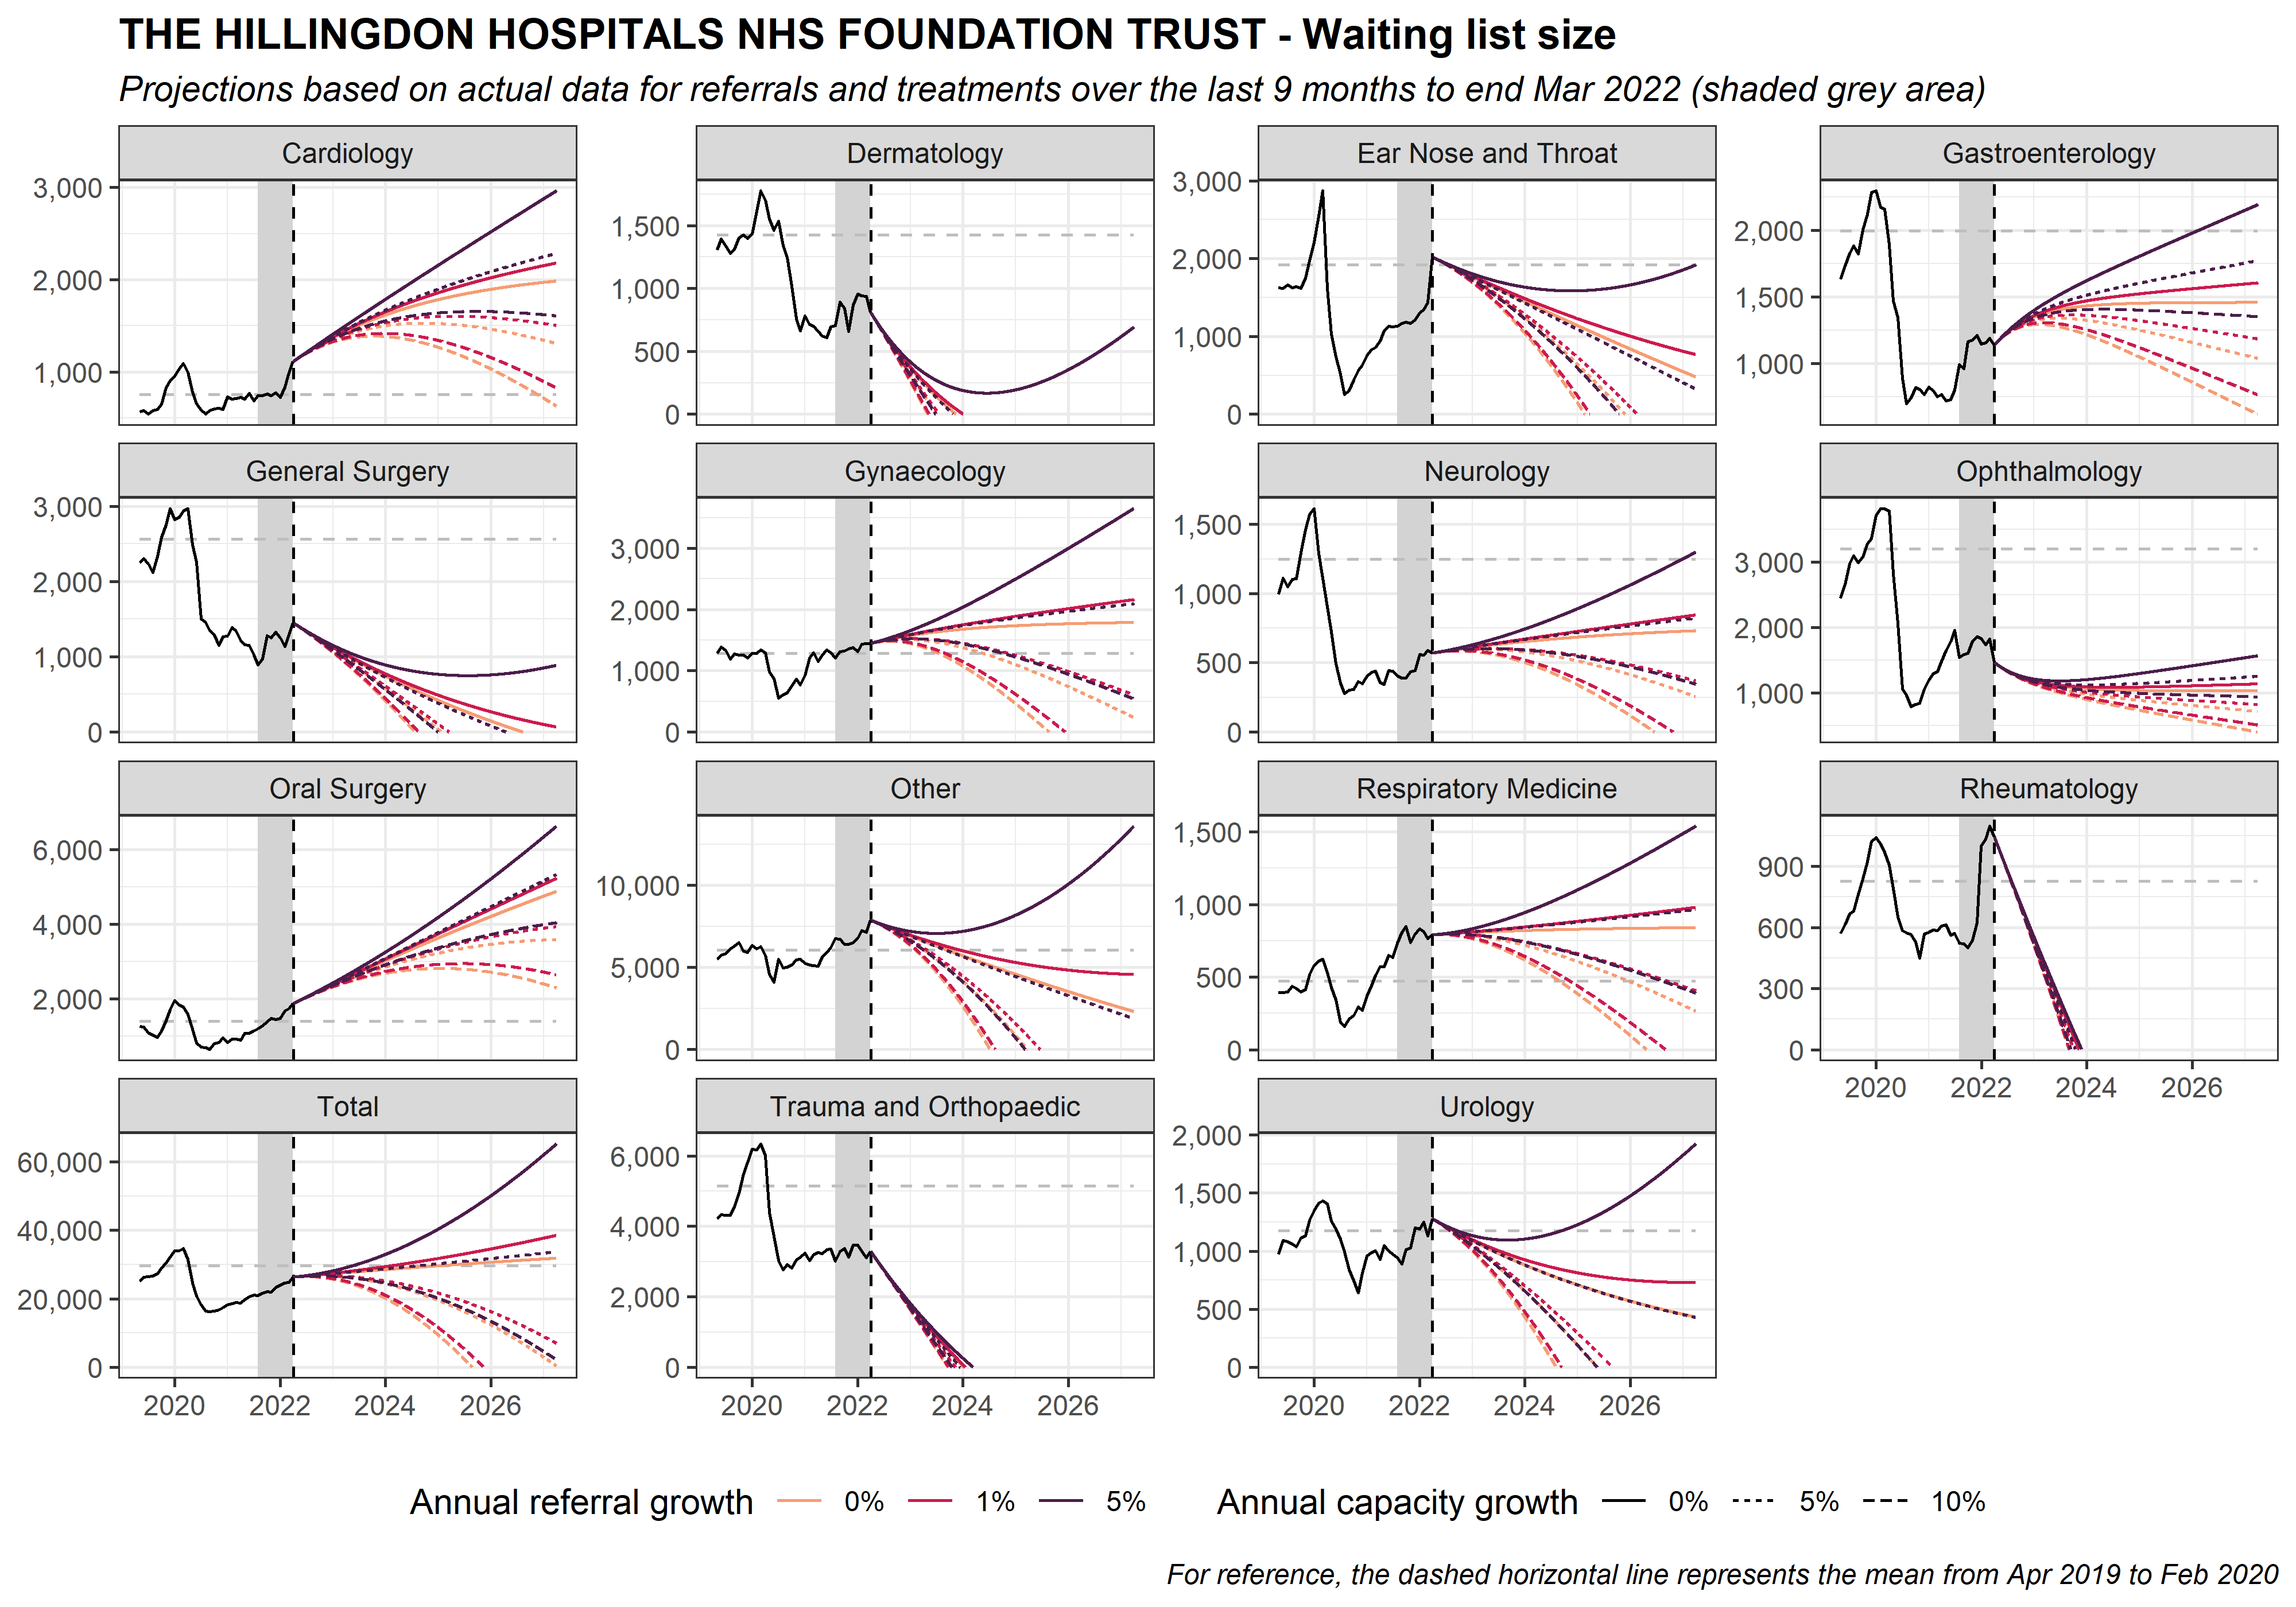 THE HILLINGDON HOSPITALS NHS FOUNDATION TRUST - Waiting list size
Projections based on actual data for referrals and treatments over the last 9 months to end Mar 2022 (shaded grey area)
Cardiology
3,000
2,000
1,000
Dermatology
1,500
1,000
500
0
Ear Nose and Throat
3,000
2,000
1,000
0
Gastroenterology
2,000
1,500
1,000
General Surgery
3,000
2,000
1,000
0
Gynaecology
3,000
2,000
1,000
0
Neurology
1,500
1,000
500
0
Ophthalmology
3,000
2,000
1,000
Oral Surgery
6,000
4,000
2,000
Other
10,000
5,000
0
Respiratory Medicine
1,500
1,000
500
0
Rheumatology
900
600
300
0
2020 2022 2024 2026
Total
60,000
40,000
20,000
0
2020 2022 2024 2026
Trauma and Orthopaedic
6,000
4,000
2,000
0
2020 2022 2024 2026
Urology
2,000
1,500
1,000
500
0
2020 2022 2024 2026
Annual referral growth 0% 1% 5% Annual capacity growth 0% 5% 10%
For reference, the dashed horizontal line represents the mean from Apr 2019 to Feb 2020